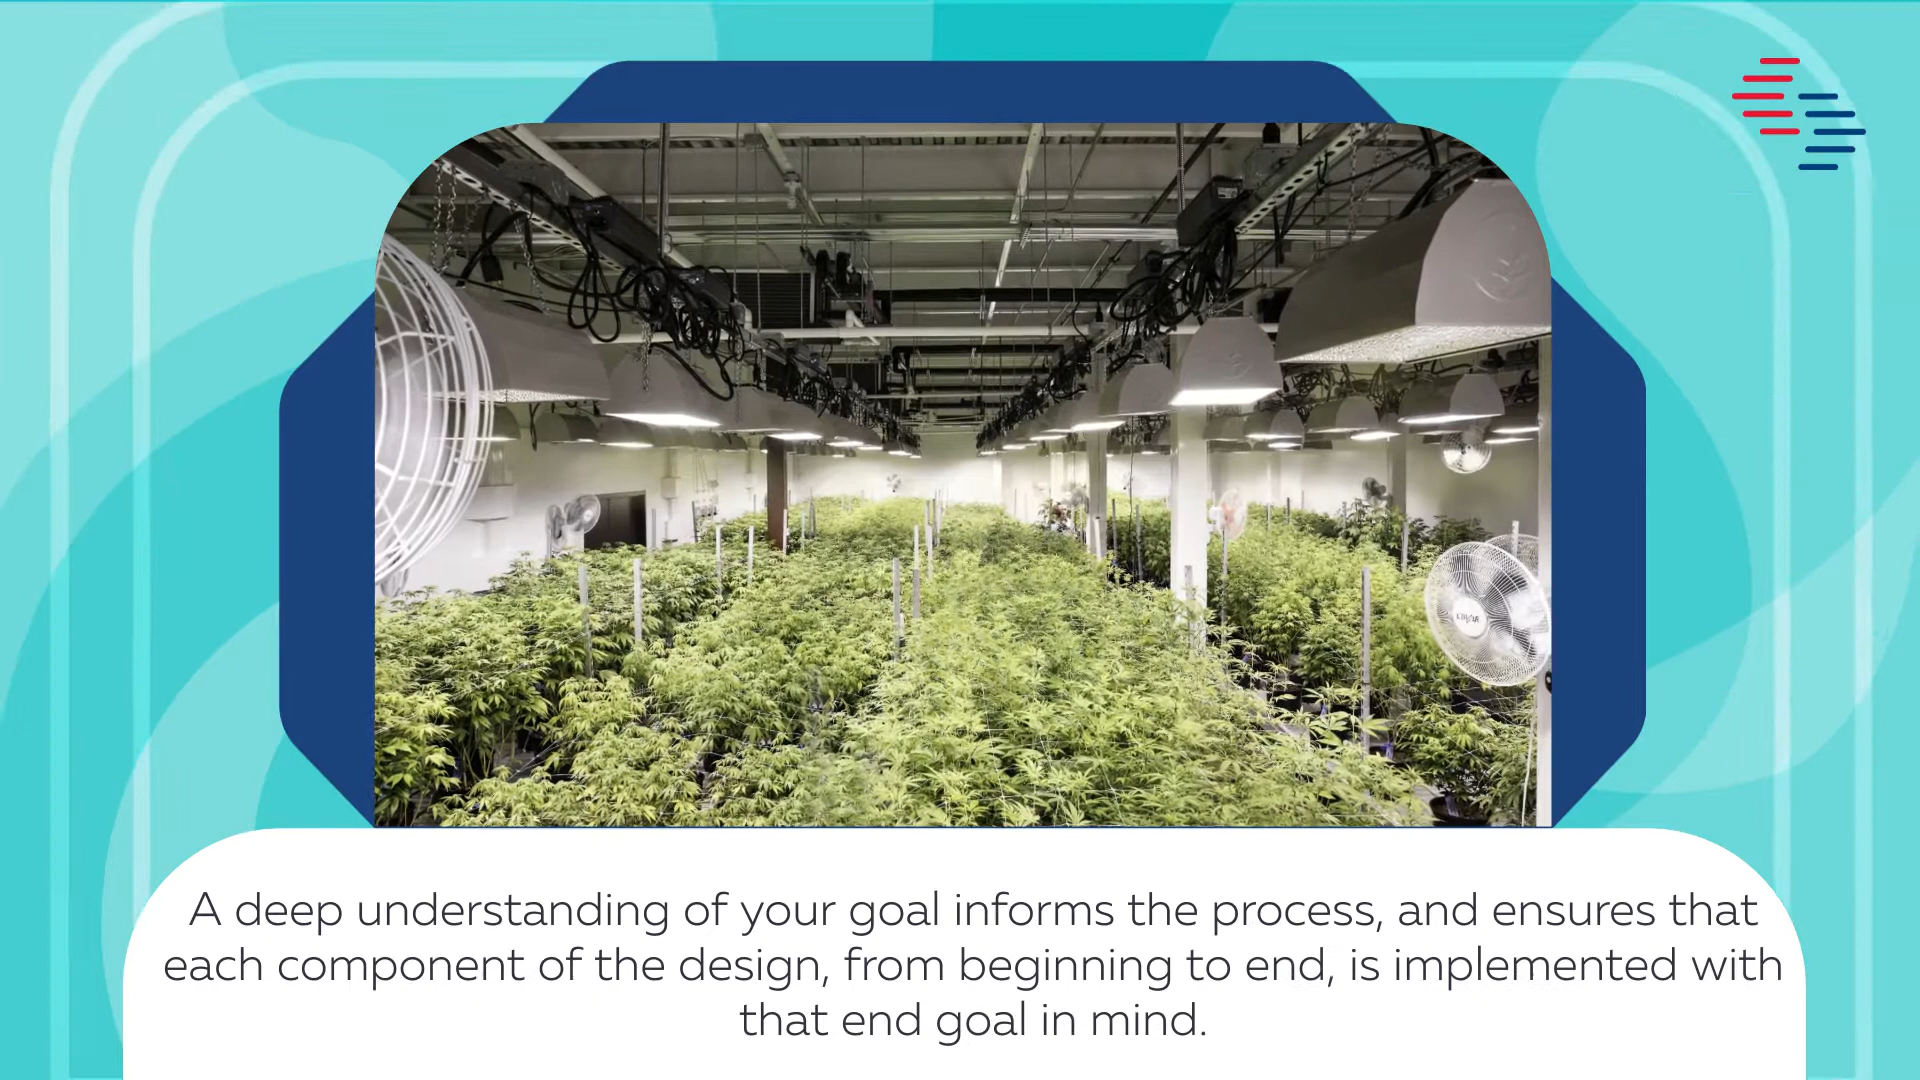 A deep understanding of your goal informs the process, and ensures that
each component of the design, from beginning to end, is implemented with
that end goal in mind.